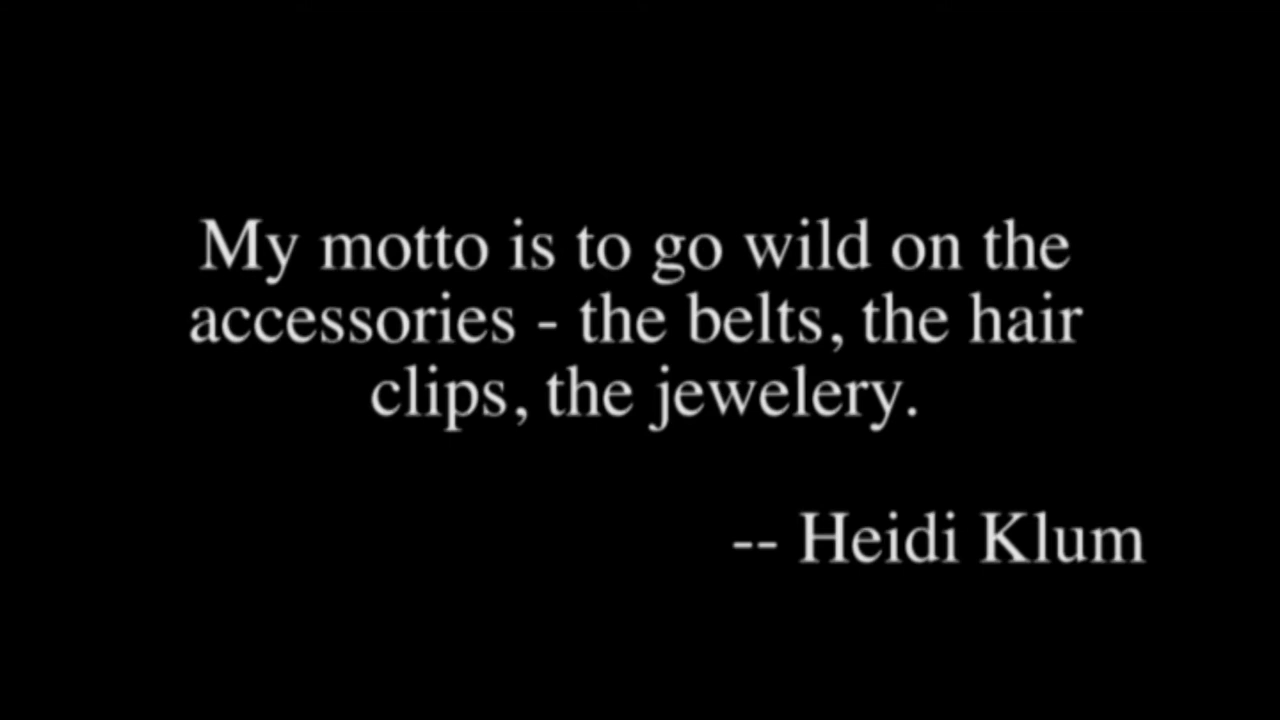 My motto is to go wild on the
accessories - the belts, the hair
clips, the jewelery.
-- Heidi Klum